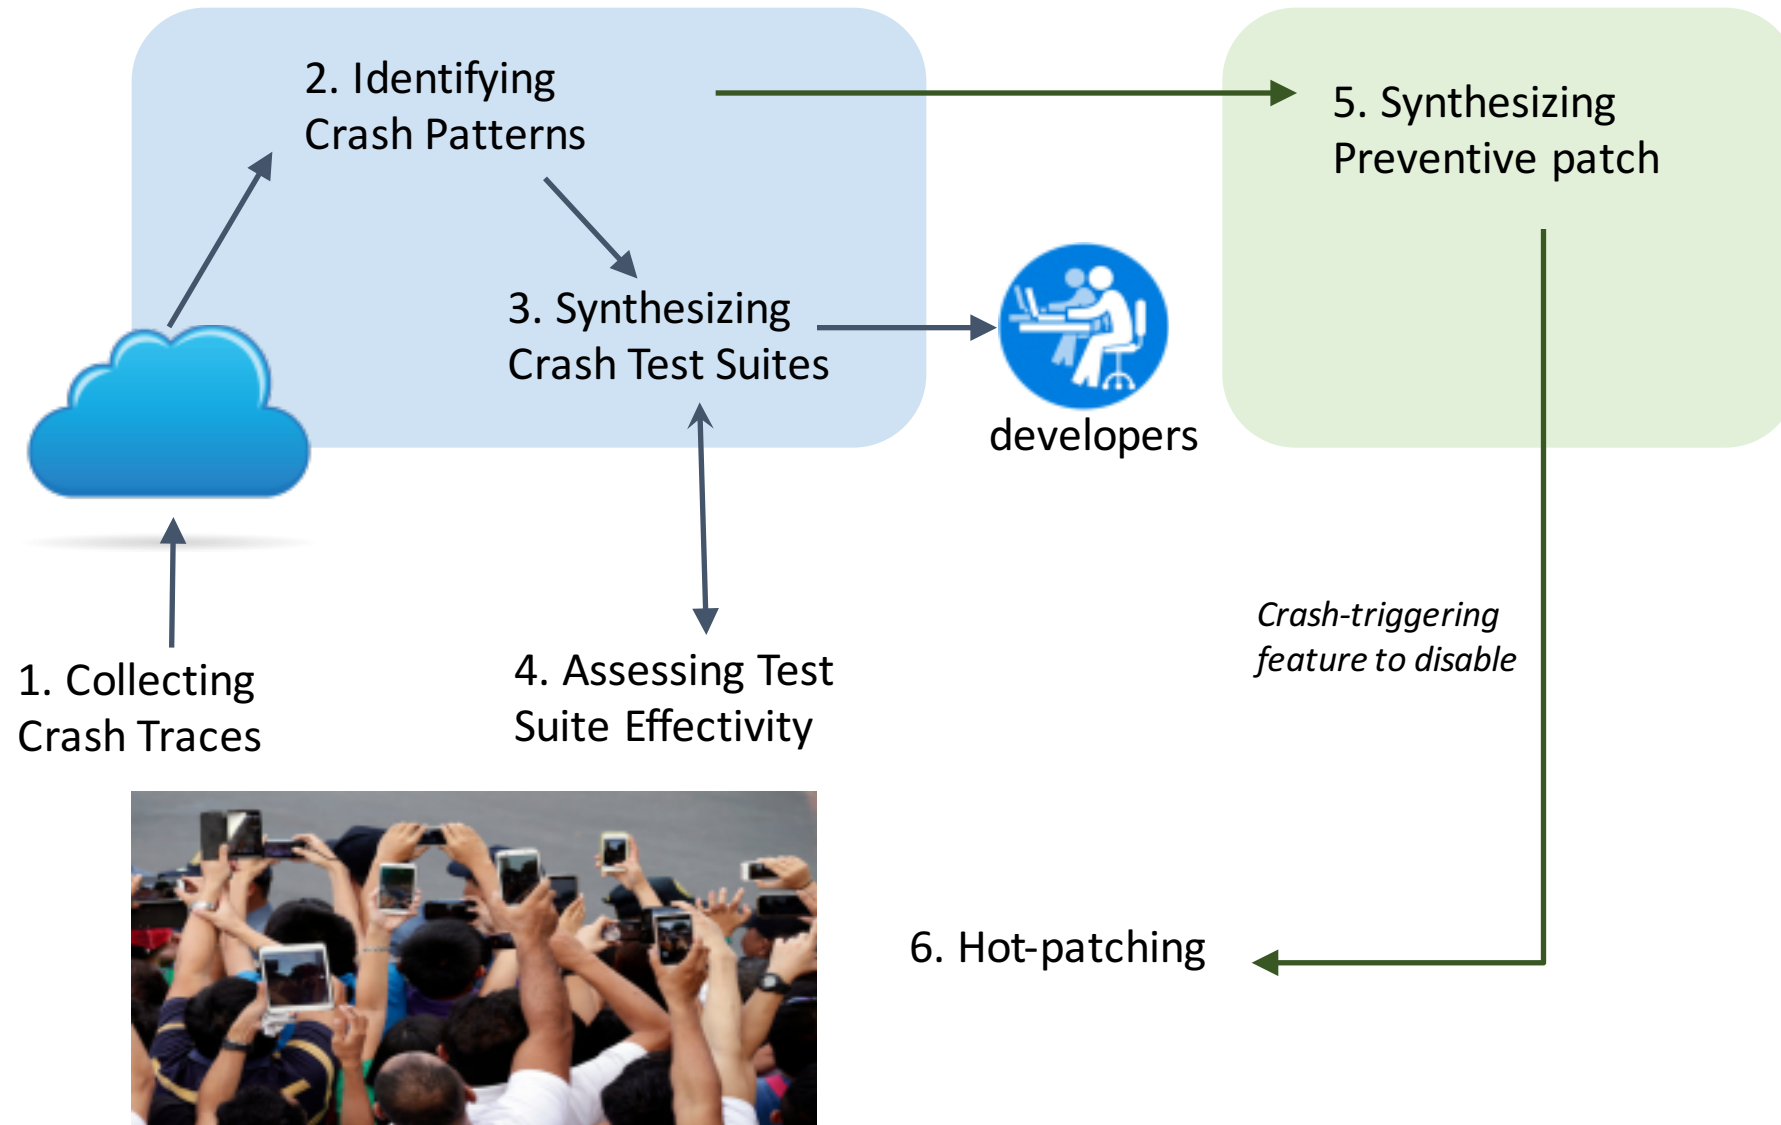 2. Identifying
Crash Patterns
5. Synthesizing
Preventive patch
3. Synthesizing
Crash Test Suites
developers
Crash-triggering
feature to disable
1. Collecting
Crash Traces
4. Assessing Test
Suite Effectivity
6. Hot-patching